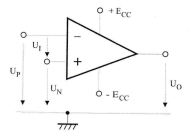 + E_CC
−
U_I
+
U_P
U_N
U_O
- E_CC